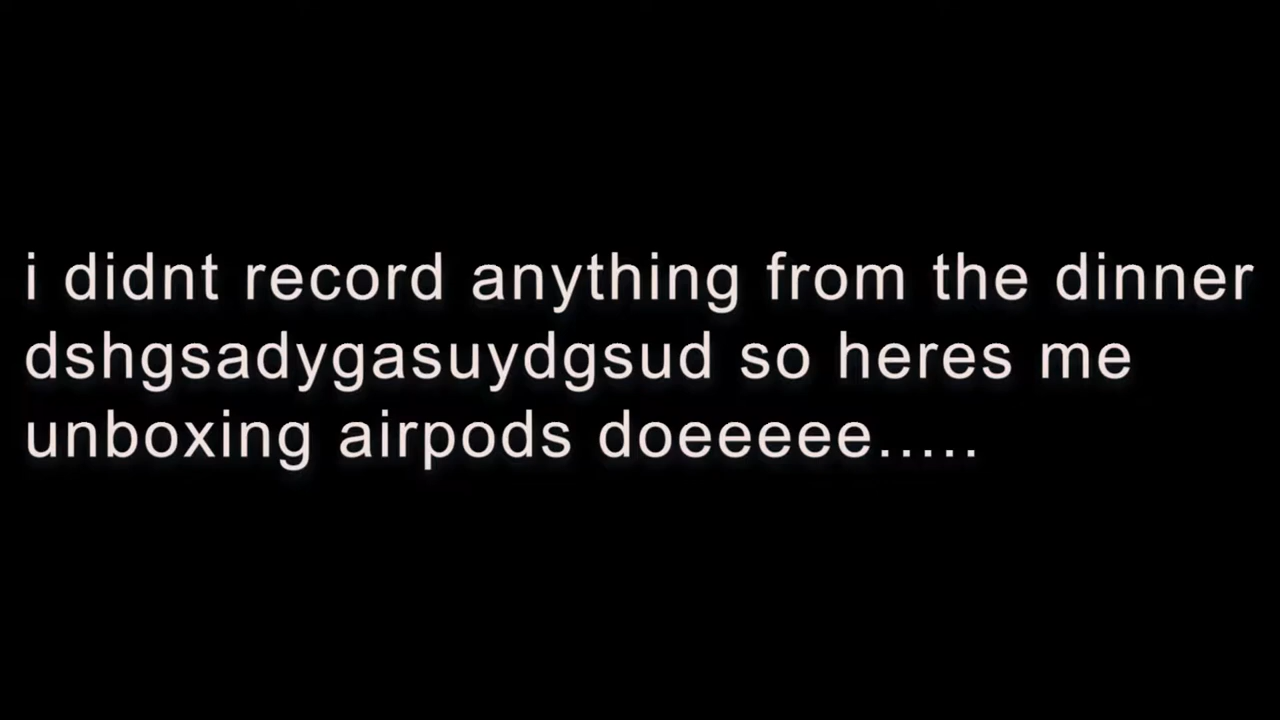 i didnt record anything from the dinner
dshgsadygasuydgsud so heres me
unboxing airpods doeeeee.....